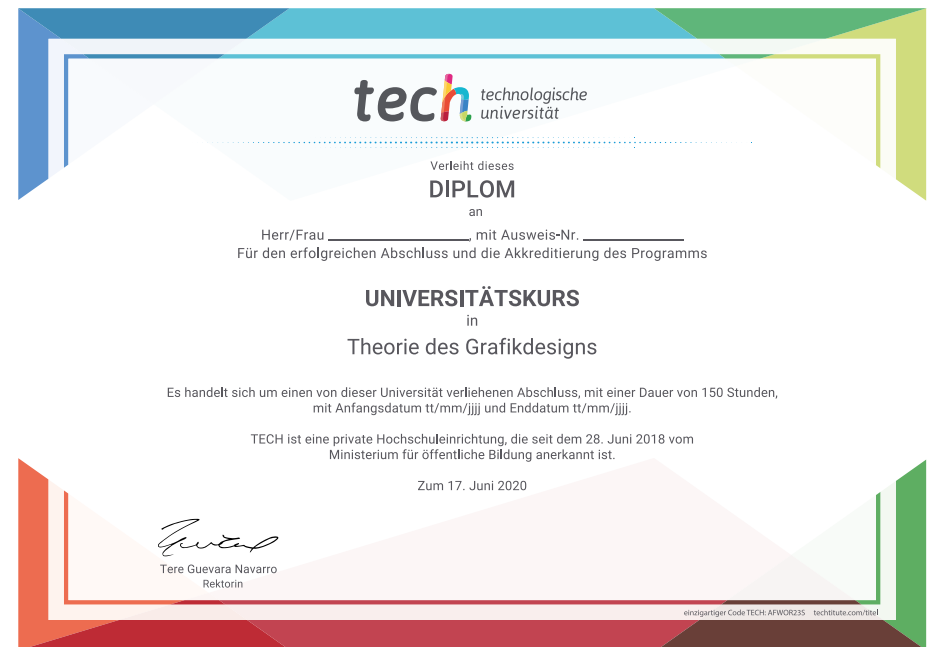 tech technologische
universität
Verleiht dieses
DIPLOM
an
Herr/Frau ____________________, mit Ausweis-Nr. ______________
Für den erfolgreichen Abschluss und die Akkreditierung des Programms
UNIVERSITÄTSKURS
in
Theorie des Grafikdesigns
Es handelt sich um einen von dieser Universität verliehenen Abschluss, mit einer Dauer von 150 Stunden,
mit Anfangsdatum tt/mm/jjjj und Enddatum tt/mm/jjjj.
TECH ist eine private Hochschuleinrichtung, die seit dem 28. Juni 2018 vom
Ministerium für öffentliche Bildung anerkannt ist.
Zum 17. Juni 2020
Tere Guevara Navarro
Rektorin
einzigartiger Code TECH: AFWOR235 techtitute.com/titel